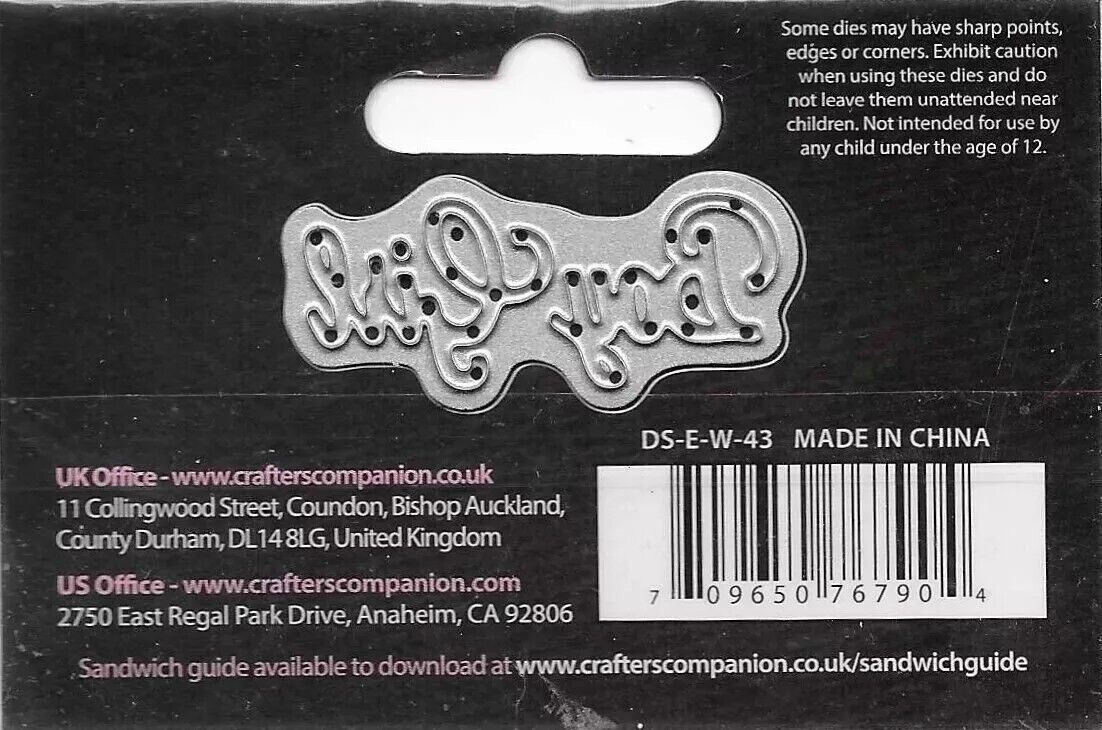 Some dies may have sharp points,
edges or corners. Exhibit caution
when using these dies and do
not leave them unattended near
children. Not intended for use by
any child under the age of 12.
DS-E-W-43 MADE IN CHINA
UK Office - www.crafterscompanion.co.uk
11 Collingwood Street, Coundon, Bishop Auckland,
County Durham, DL14 8LG, United Kingdom
US Office - www.crafterscompanion.com
2750 East Regal Park Drive, Anaheim, CA 92806
7 09650 76790 4
Sandwich guide available to download at www.crafterscompanion.co.uk/sandwichguide